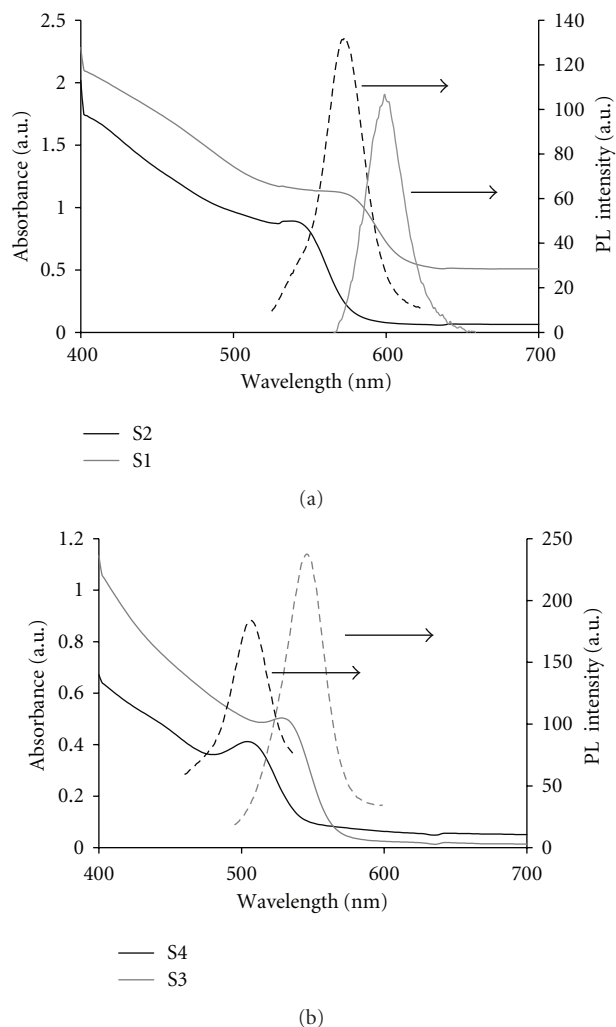 2.5
2
1.5
1
0.5
0
Absorbance (a.u.)
140
120
100
80
60
40
20
0
PL intensity (a.u.)
400 500 600 700
Wavelength (nm)
S2
S1
(a)
1.2
1
0.8
0.6
0.4
0.2
0
Absorbance (a.u.)
250
200
150
100
50
0
PL intensity (a.u.)
400 500 600 700
Wavelength (nm)
S4
S3
(b)